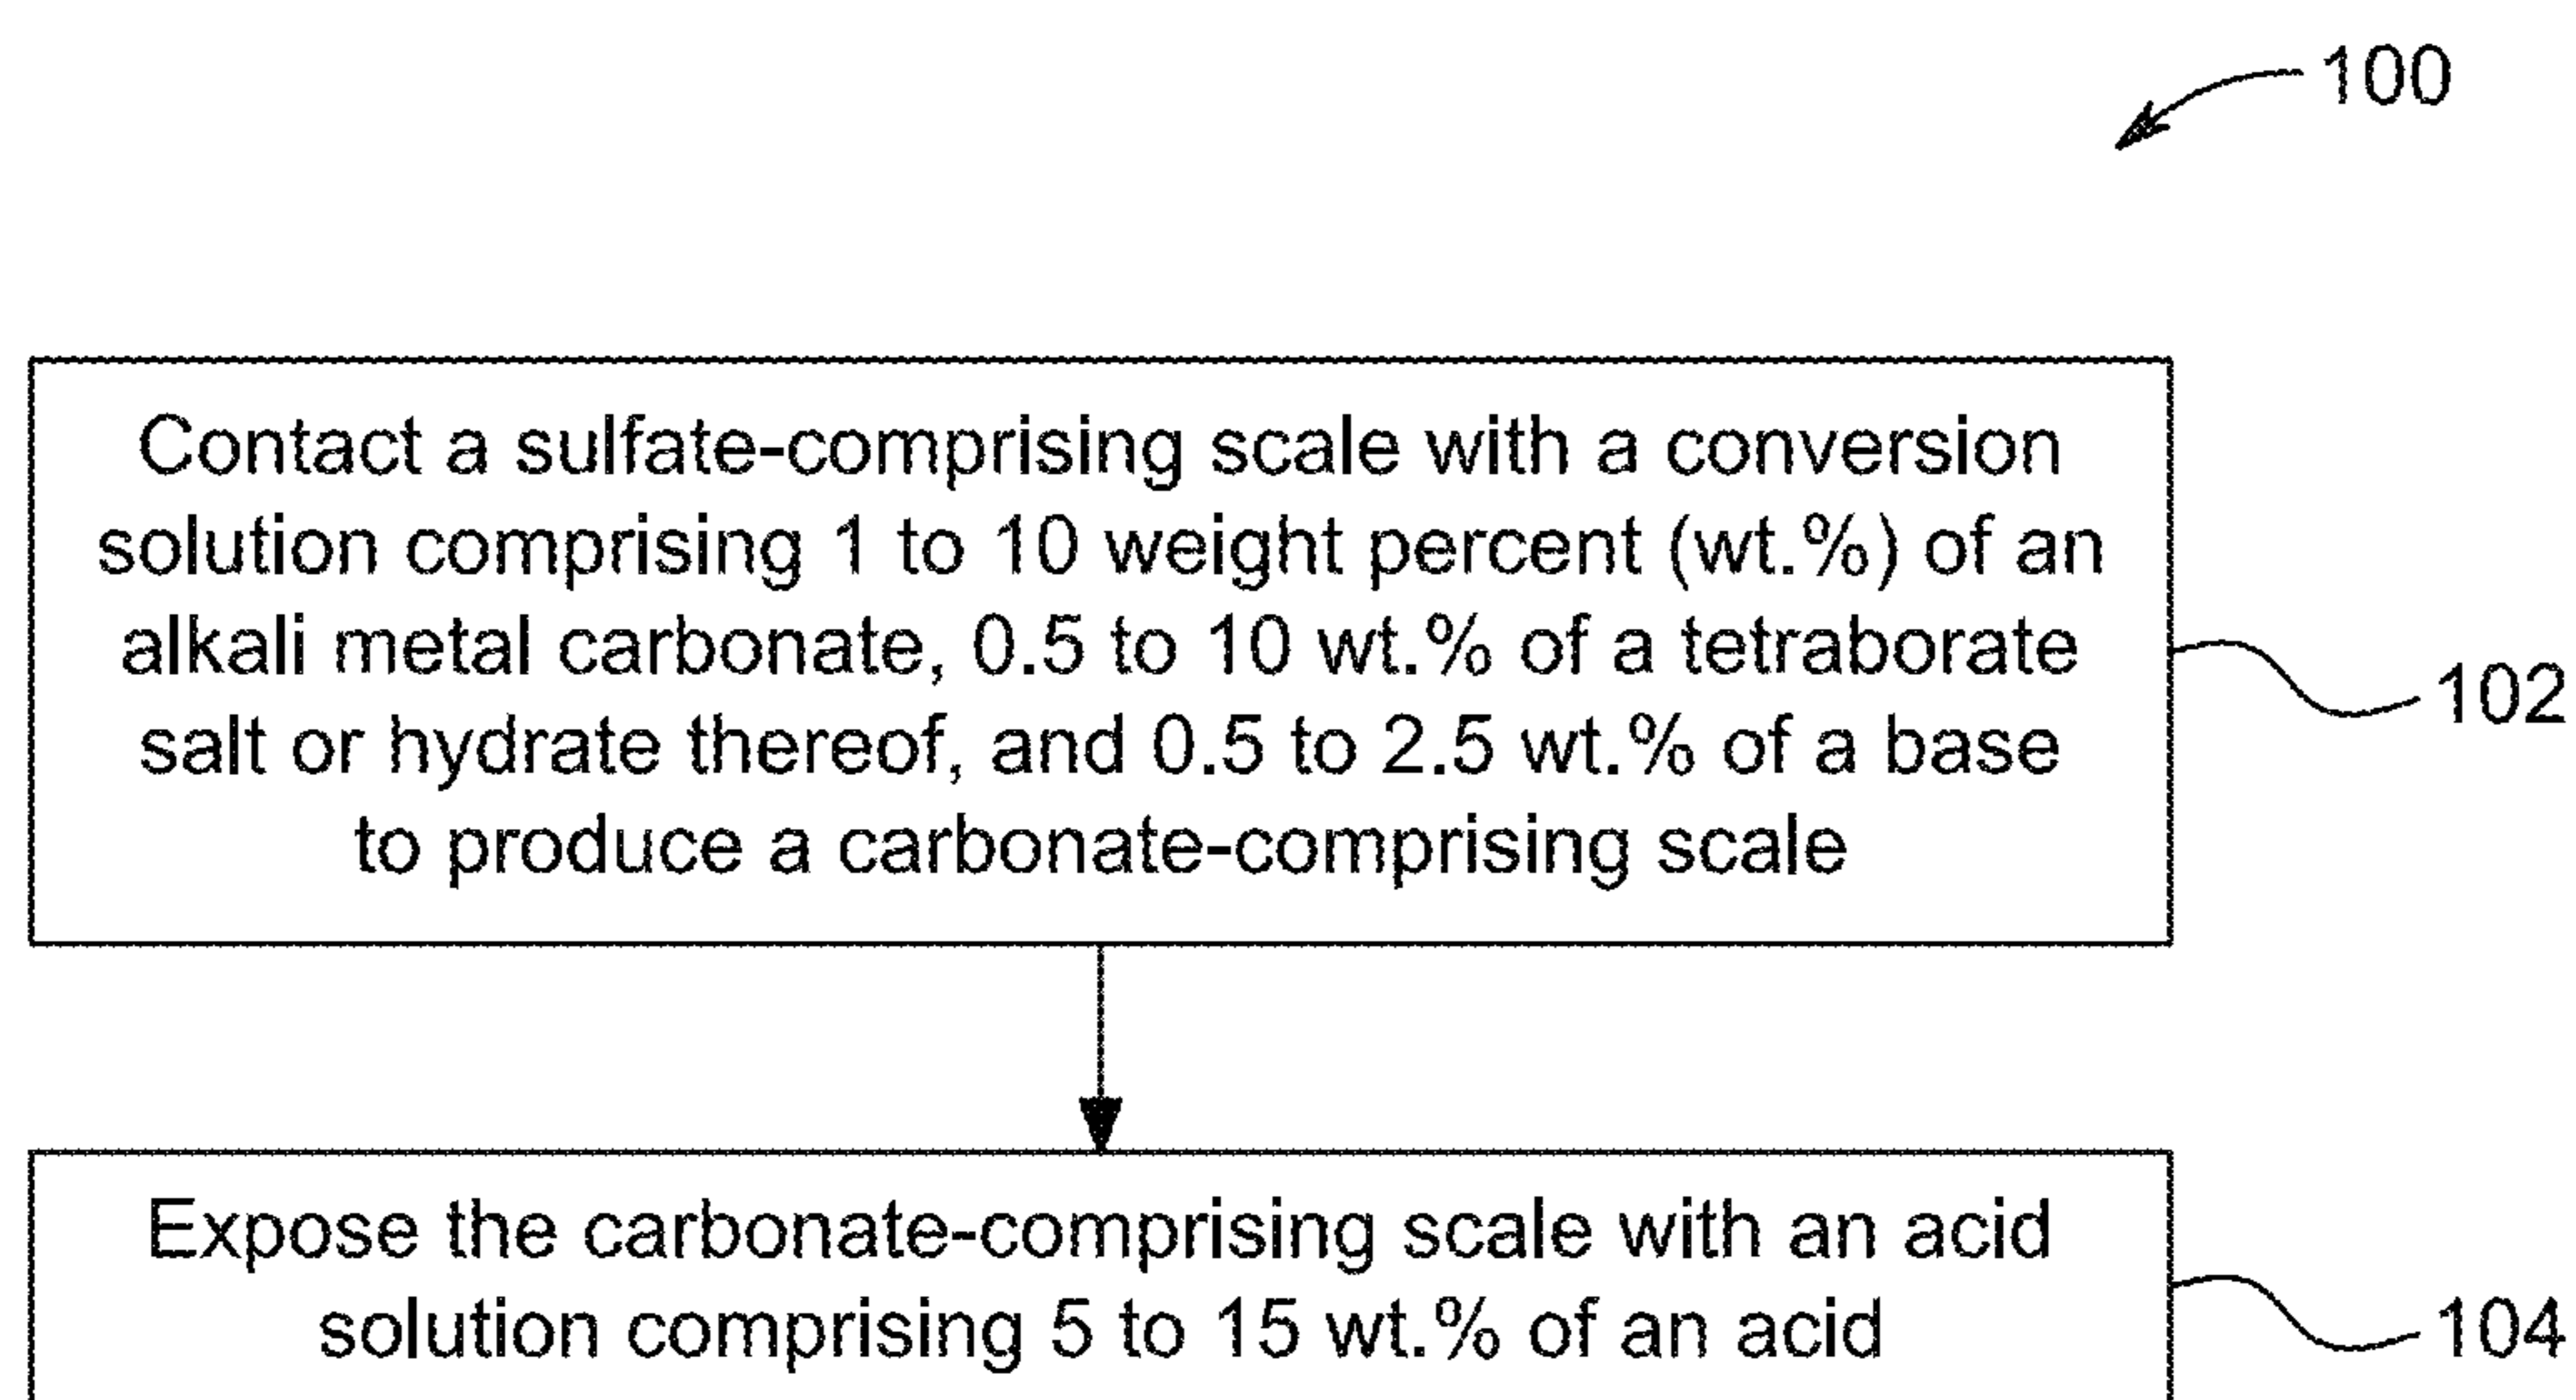 100
Contact a sulfate-comprising scale with a conversion
solution comprising 1 to 10 weight percent (wt.%) of an
alkali metal carbonate, 0.5 to 10 wt.% of a tetraborate
salt or hydrate thereof, and 0.5 to 2.5 wt.% of a base
to produce a carbonate-comprising scale
102
Expose the carbonate-comprising scale with an acid
solution comprising 5 to 15 wt.% of an acid
104